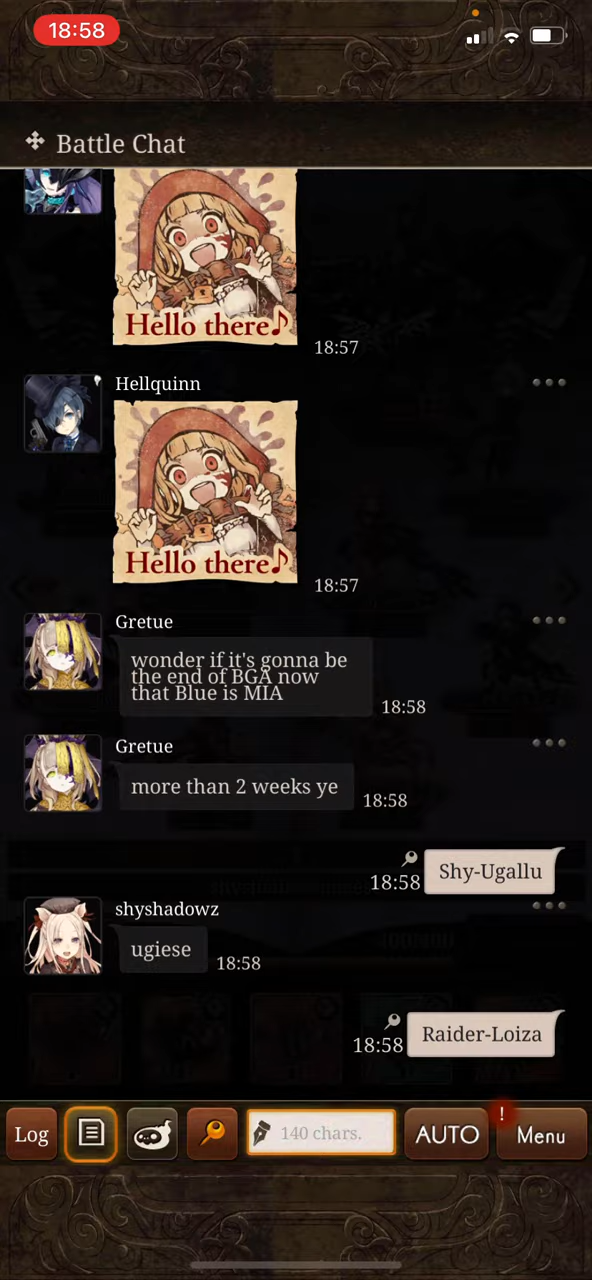 18:58
Battle Chat
Hello there♪
18:57
Hellquinn
Hello there♪
18:57
Gretue
wonder if it's gonna be
the end of BGA now
that Blue is MIA
18:58
Gretue
more than 2 weeks ye
18:58
Shy-Ugallu
18:58
shyshadowz
ugiese
18:58
Raider-Loiza
18:58
Log
140 chars.
AUTO
!
Menu